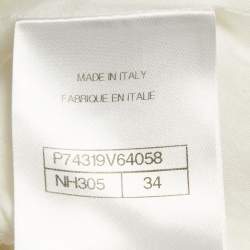 MADE IN ITALY
FABRIQUE EN ITALIE
P74319V64058
NH305 34